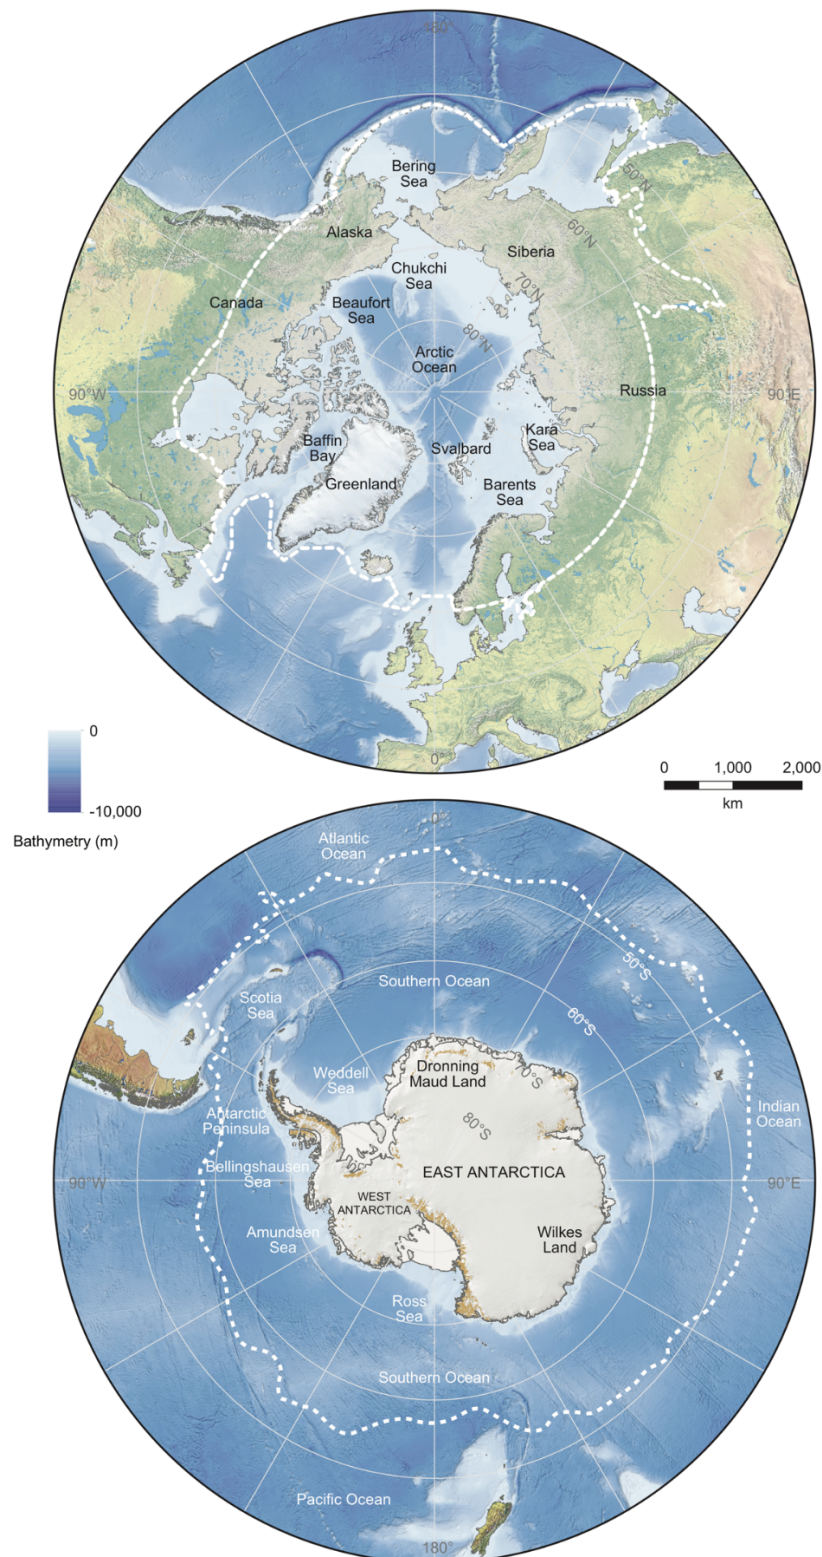 180°
Bering
Sea
50°N
Alaska
60°N
Siberia
Chukchi
Sea
70°N
Canada
Beaufort
Sea
80°N
Arctic
Ocean
90°W
Russia
90°E
Baffin
Bay
Svalbard
Kara
Sea
Greenland
Barents
Sea
0°
0
-10,000
Bathymetry (m)
0
1,000
2,000
km
0°
Atlantic
Ocean
50°S
Southern Ocean
Scotia
Sea
60°S
Weddell
Sea
Dronning
Maud Land
70°S
80°S
Antarctic
Peninsula
Indian
Ocean
EAST ANTARCTICA
Bellingshausen
Sea
90°W
90°E
WEST
ANTARCTICA
Amundsen
Sea
Wilkes
Land
Ross
Sea
Southern Ocean
Pacific Ocean
180°